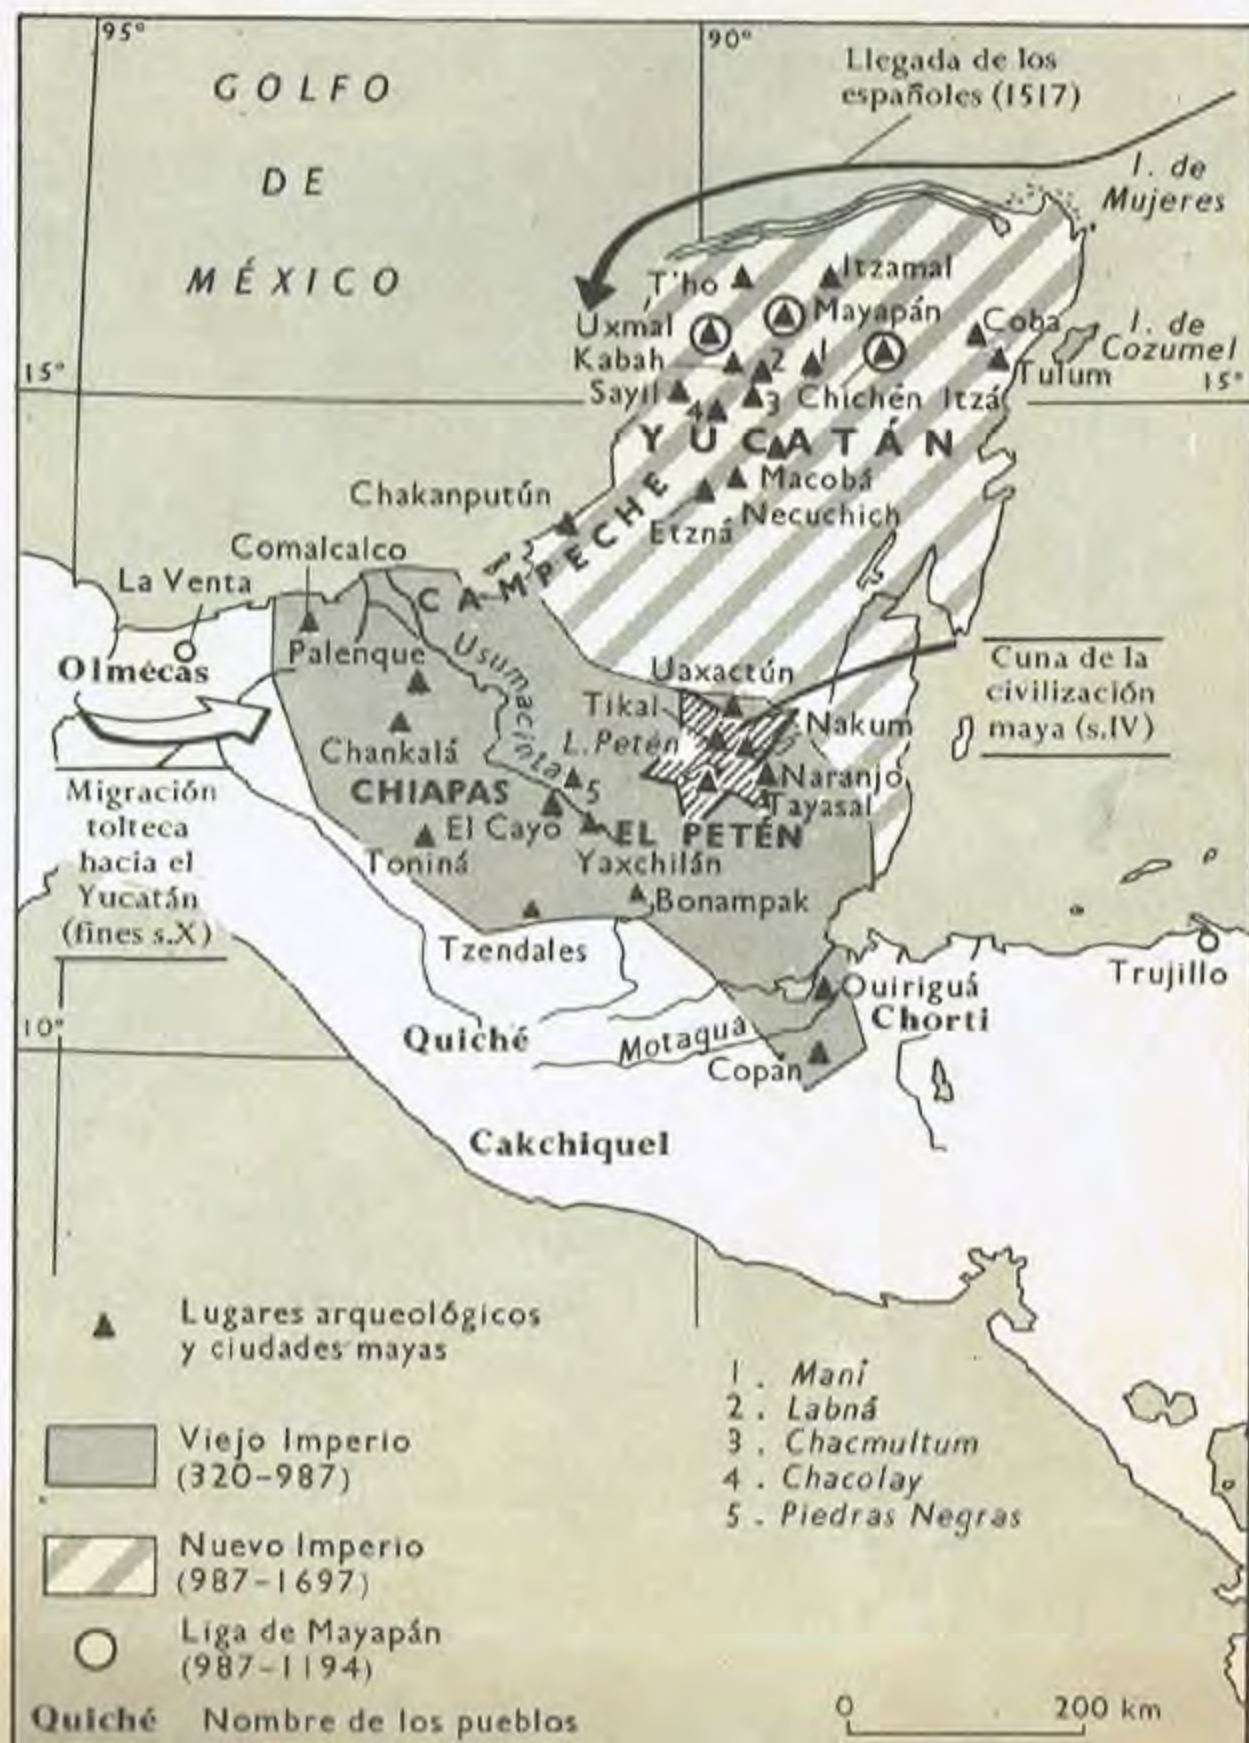 95°
90°
GOLFO
DE
MÉXICO
Llegada de los
españoles (1517)
I. de
Mujeres
T'ho
Itzamal
Uxmal
Mayapán
Coba
I. de
Cozumel
Kabah
2
1
Tulum
15°
15°
Sayil
4
3
Chichén Itzá
YUCATÁN
Chakanputún
Macobá
Etzná
Necuchich
CAMPECHE
Comalcalco
La Venta
Olmecas
Palenque
Usumacinta
Uaxactún
Tikal
Nakum
L. Petén
Cuna de la
civilización
maya (s.IV)
Chankalá
Naranjo
Tayasal
CHIAPAS
5
El Cayo
EL PETÉN
Toniná
Yaxchilán
Bonampak
Migración
tolteca
hacia el
Yucatán
(fines s.X)
Tzendales
Trujillo
Quiriguá
Chorti
10°
Quiché
Motagua
Copán
Cakchiquel
Lugares arqueológicos
y ciudades mayas
Viejo Imperio
(320-987)
Nuevo Imperio
(987-1697)
Liga de Mayapán
(987-1194)
Quiché Nombre de los pueblos
1. Maní
2. Labná
3. Chacmultum
4. Chacolay
5. Piedras Negras
0 200 km